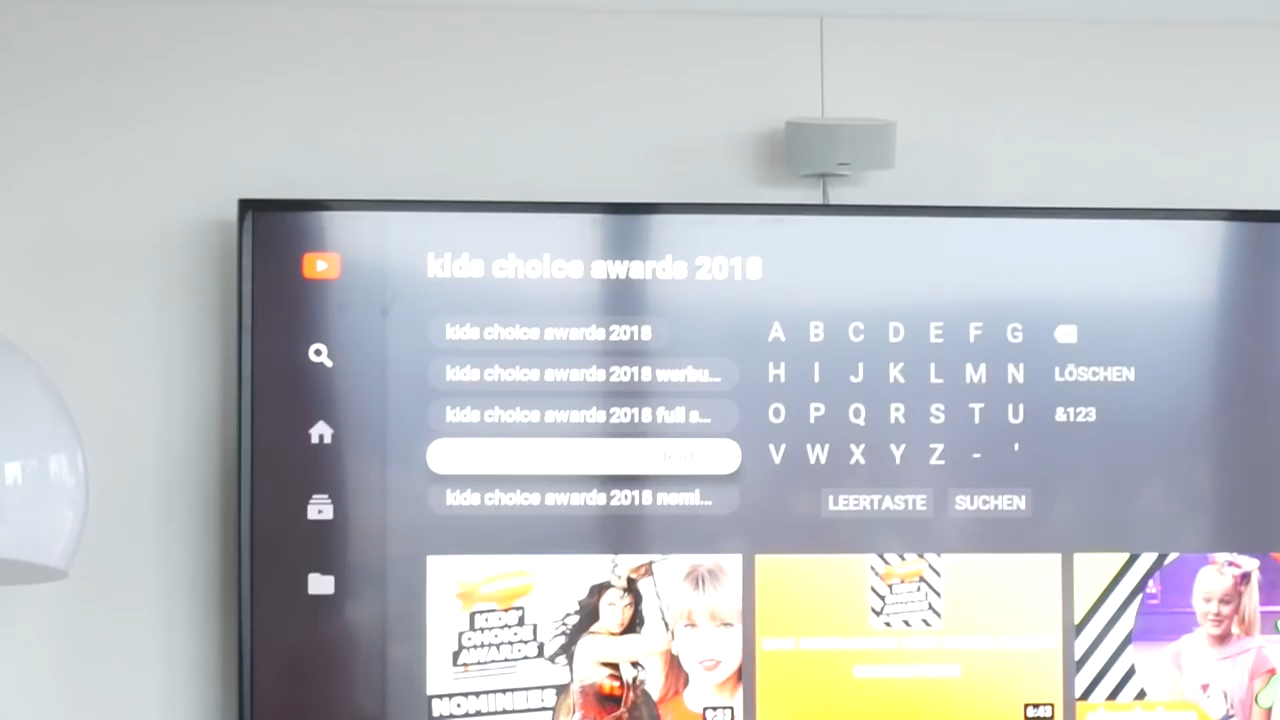 kids choice awards 2018
kids choice awards 2018
kids choice awards 2018 werbu...
kids choice awards 2018 full s...
kids choice awards 2018 nomi...
A B C D E F G
H I J K L M N LÖSCHEN
O P Q R S T U &123
V W X Y Z - '
LEERTASTE SUCHEN
KIDS'
CHOICE
AWARDS
NOMINEES